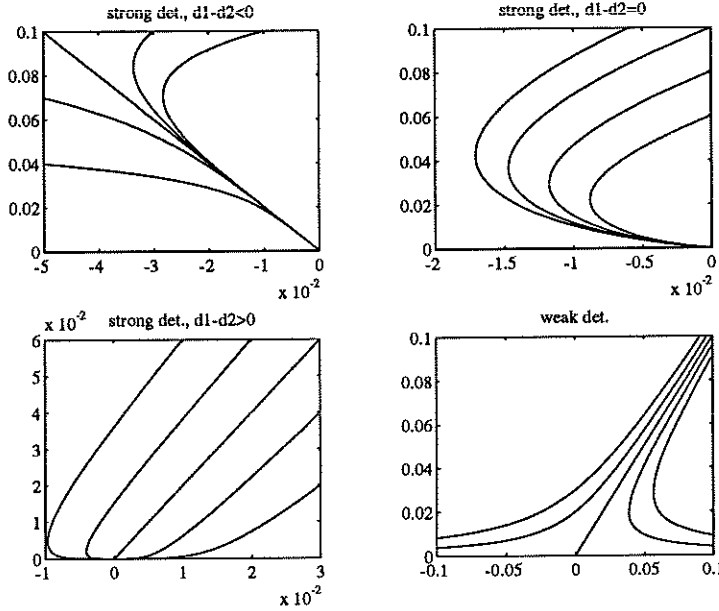 strong det., d1-d2<0
0.1
0.08
0.06
0.04
0.02
0
-5 -4 -3 -2 -1 0
x 10^-2
strong det., d1-d2=0
0.1
0.08
0.06
0.04
0.02
0
-2 -1.5 -1 -0.5 0
x 10^-2
x 10^-2 strong det., d1-d2>0
6
5
4
3
2
1
0
-1 0 1 2 3
x 10^-2
weak det.
0.1
0.08
0.06
0.04
0.02
0
-0.1 -0.05 0 0.05 0.1